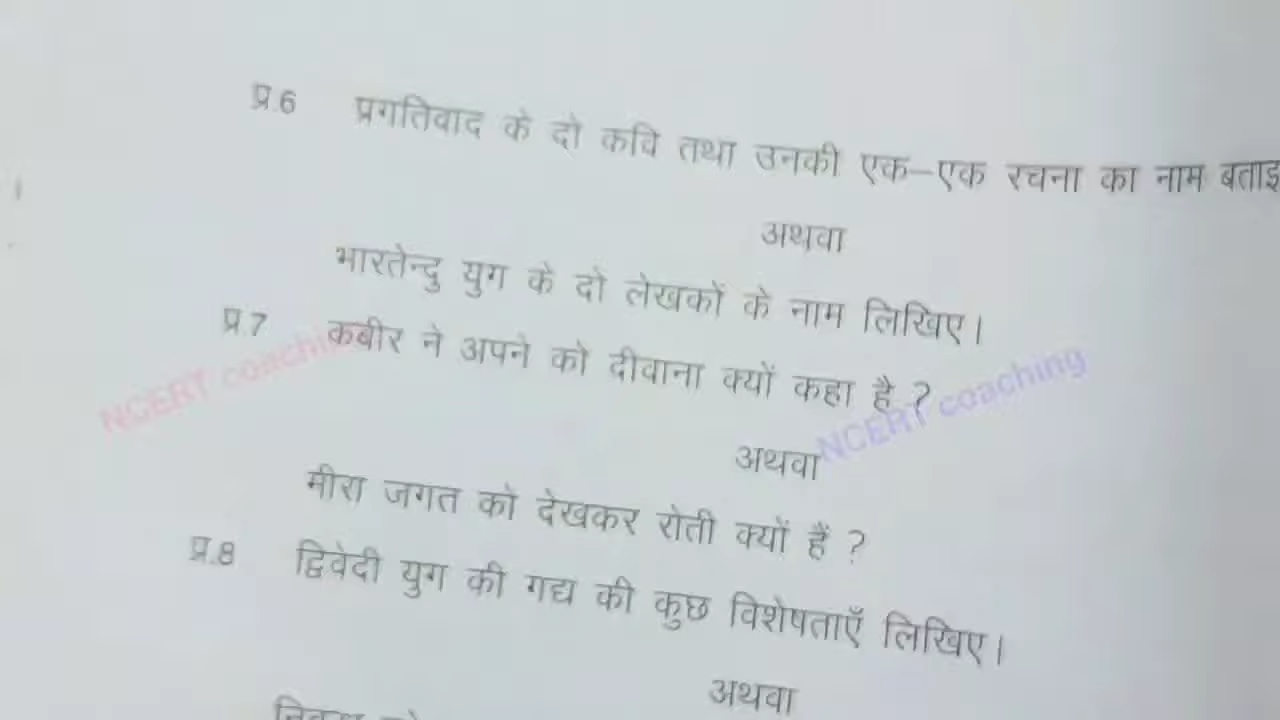 प्र.6 प्रगतिवाद के दो कवि तथा उनकी एक–एक रचना का नाम बताइ
अथवा
भारतेन्दु युग के दो लेखकों के नाम लिखिए।
प्र.7 कबीर ने अपने को दीवाना क्यों कहा है ?
NCERT coaching
NCERT coaching
अथवा
मीरा जगत को देखकर रोती क्यों हैं ?
प्र.8 द्विवेदी युग की गद्य की कुछ विशेषताएँ लिखिए।
अथवा